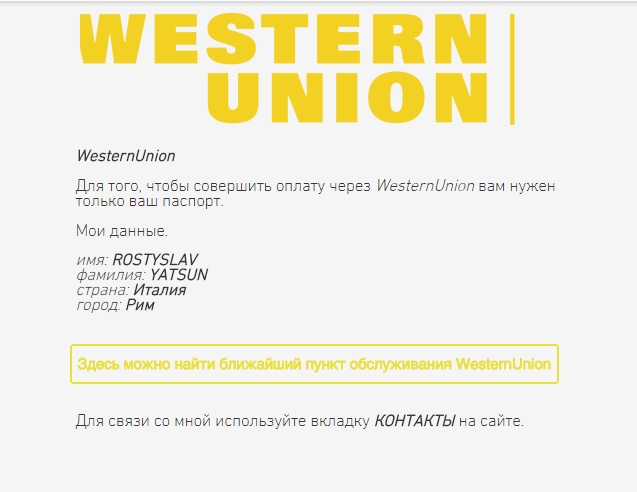 WESTERN
UNION
WesternUnion
Для того, чтобы совершить оплату через WesternUnion вам нужен
только ваш паспорт.
Мои данные.
имя: ROSTYSLAV
фамилия: YATSUN
страна: Италия
город: Рим
Здесь можно найти ближайший пункт обслуживания WesternUnion
Для связи со мной используйте вкладку КОНТАКТЫ на сайте.